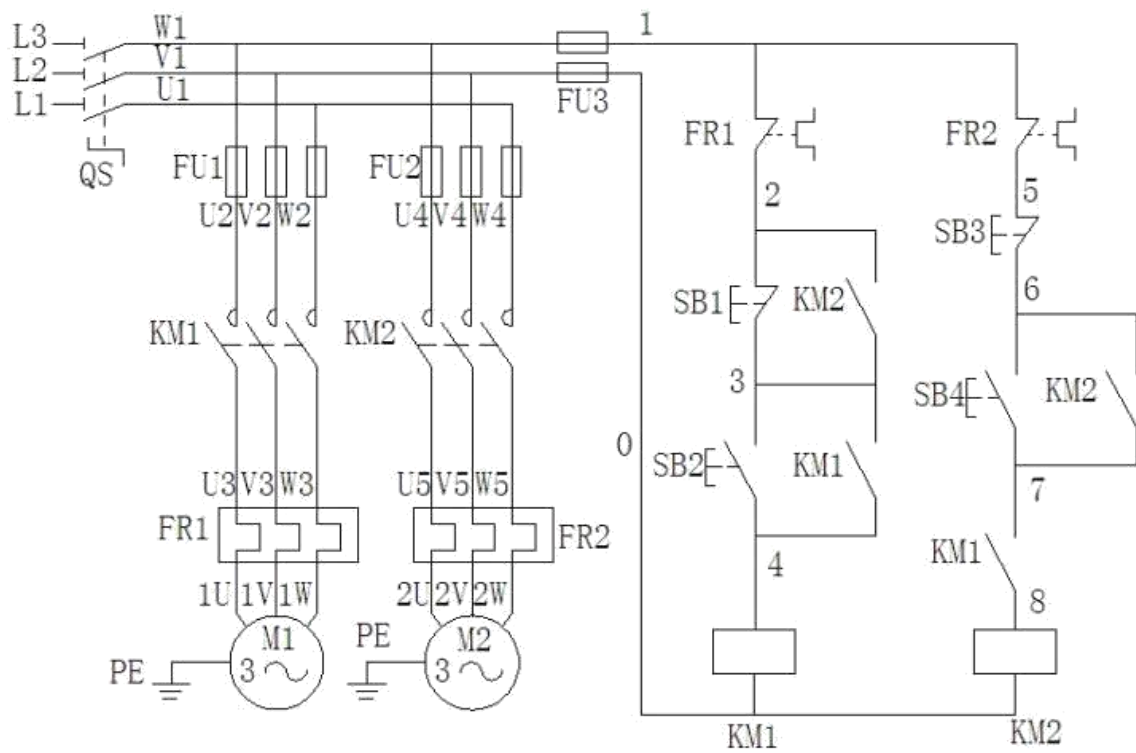 L3 W1 1
L2 V1
L1 U1 FU3
QS FU1 FU2 FR1 FR2
U2 V2 W2 U4 V4 W4 2 5
SB3
SB1 KM2 6
KM1 KM2
3 SB4 KM2
0
SB2 KM1
U3 V3 W3 U5 V5 W5 7
FR1 FR2
4 KM1
1U 1V 1W 2U 2V 2W 8
M1 PE M2
PE 3 3
KM1 KM2